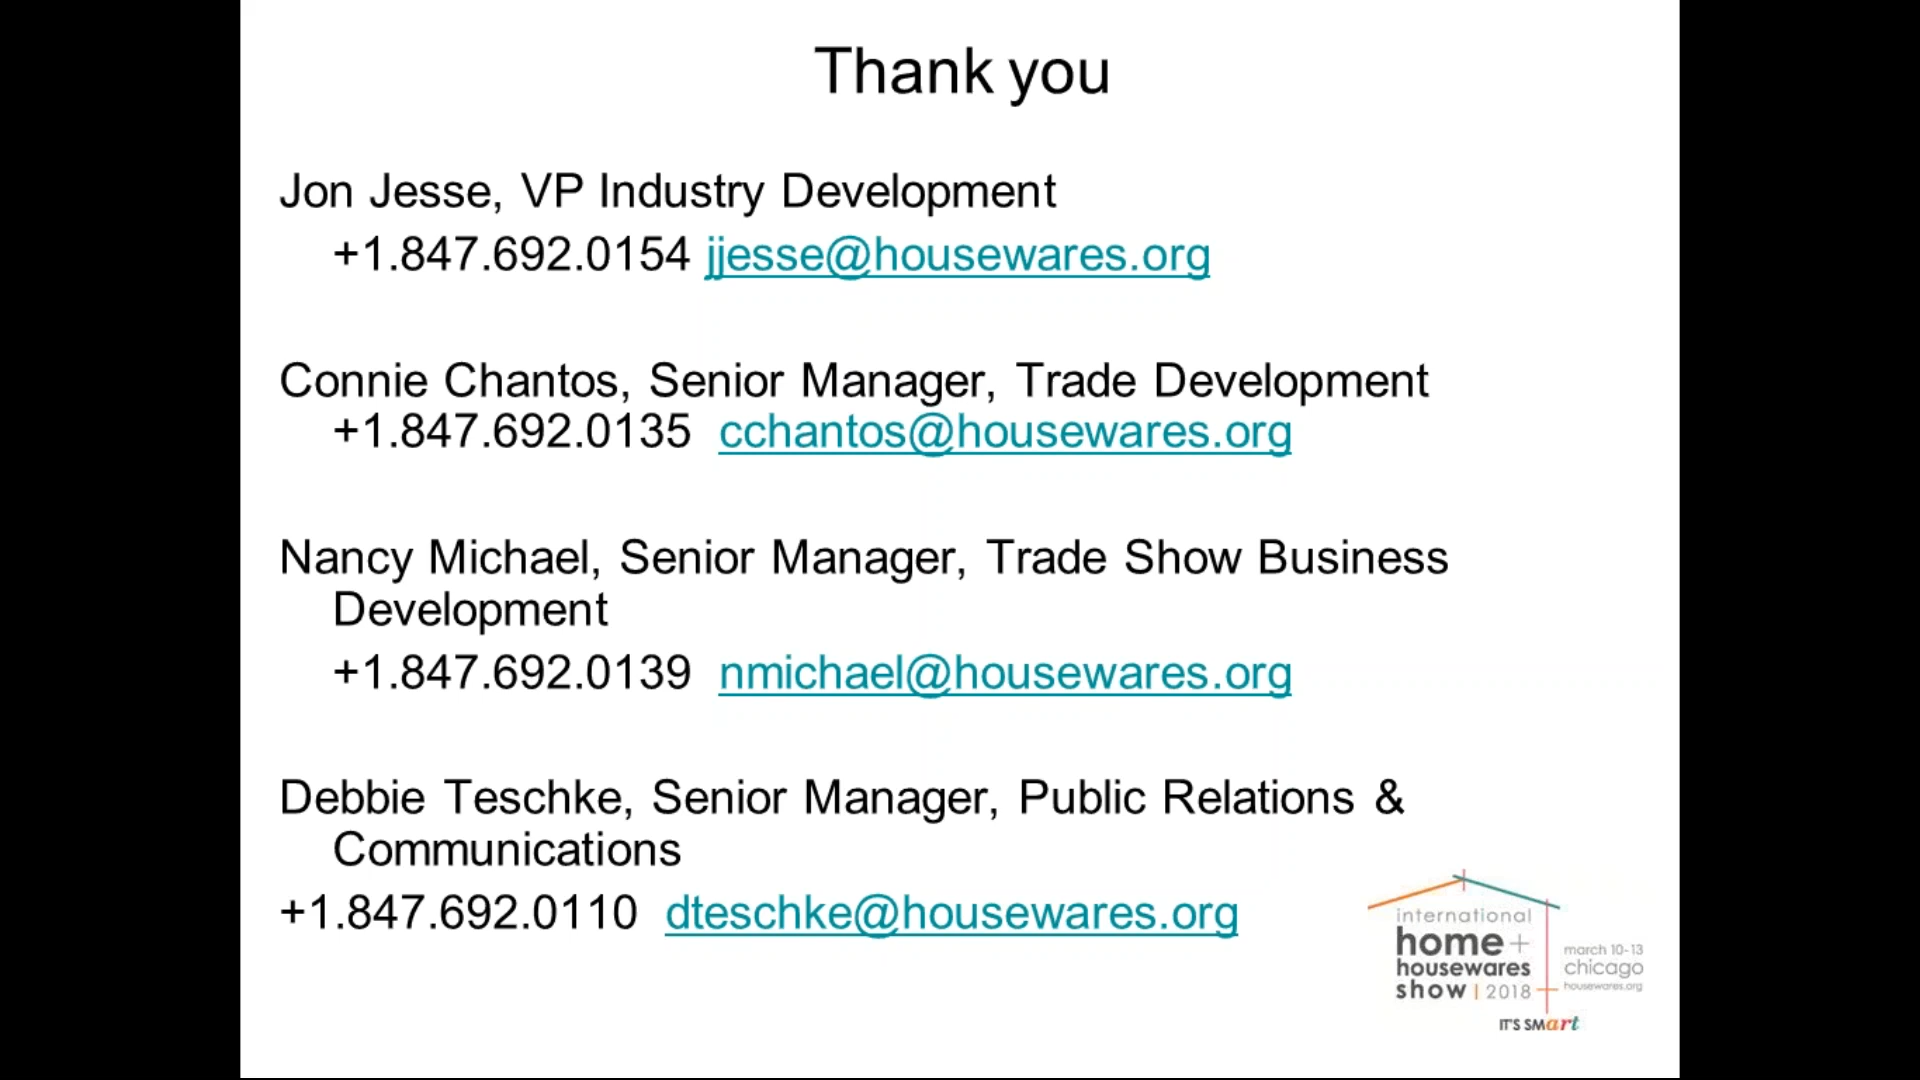 Thank you
Jon Jesse, VP Industry Development
+1.847.692.0154 jjesse@housewares.org
Connie Chantos, Senior Manager, Trade Development
+1.847.692.0135 cchantos@housewares.org
Nancy Michael, Senior Manager, Trade Show Business
Development
+1.847.692.0139 nmichael@housewares.org
Debbie Teschke, Senior Manager, Public Relations &
Communications
+1.847.692.0110 dteschke@housewares.org
international
home+
housewares
show | 2018
march 10-13
chicago
housewares.org
IT'S SMart